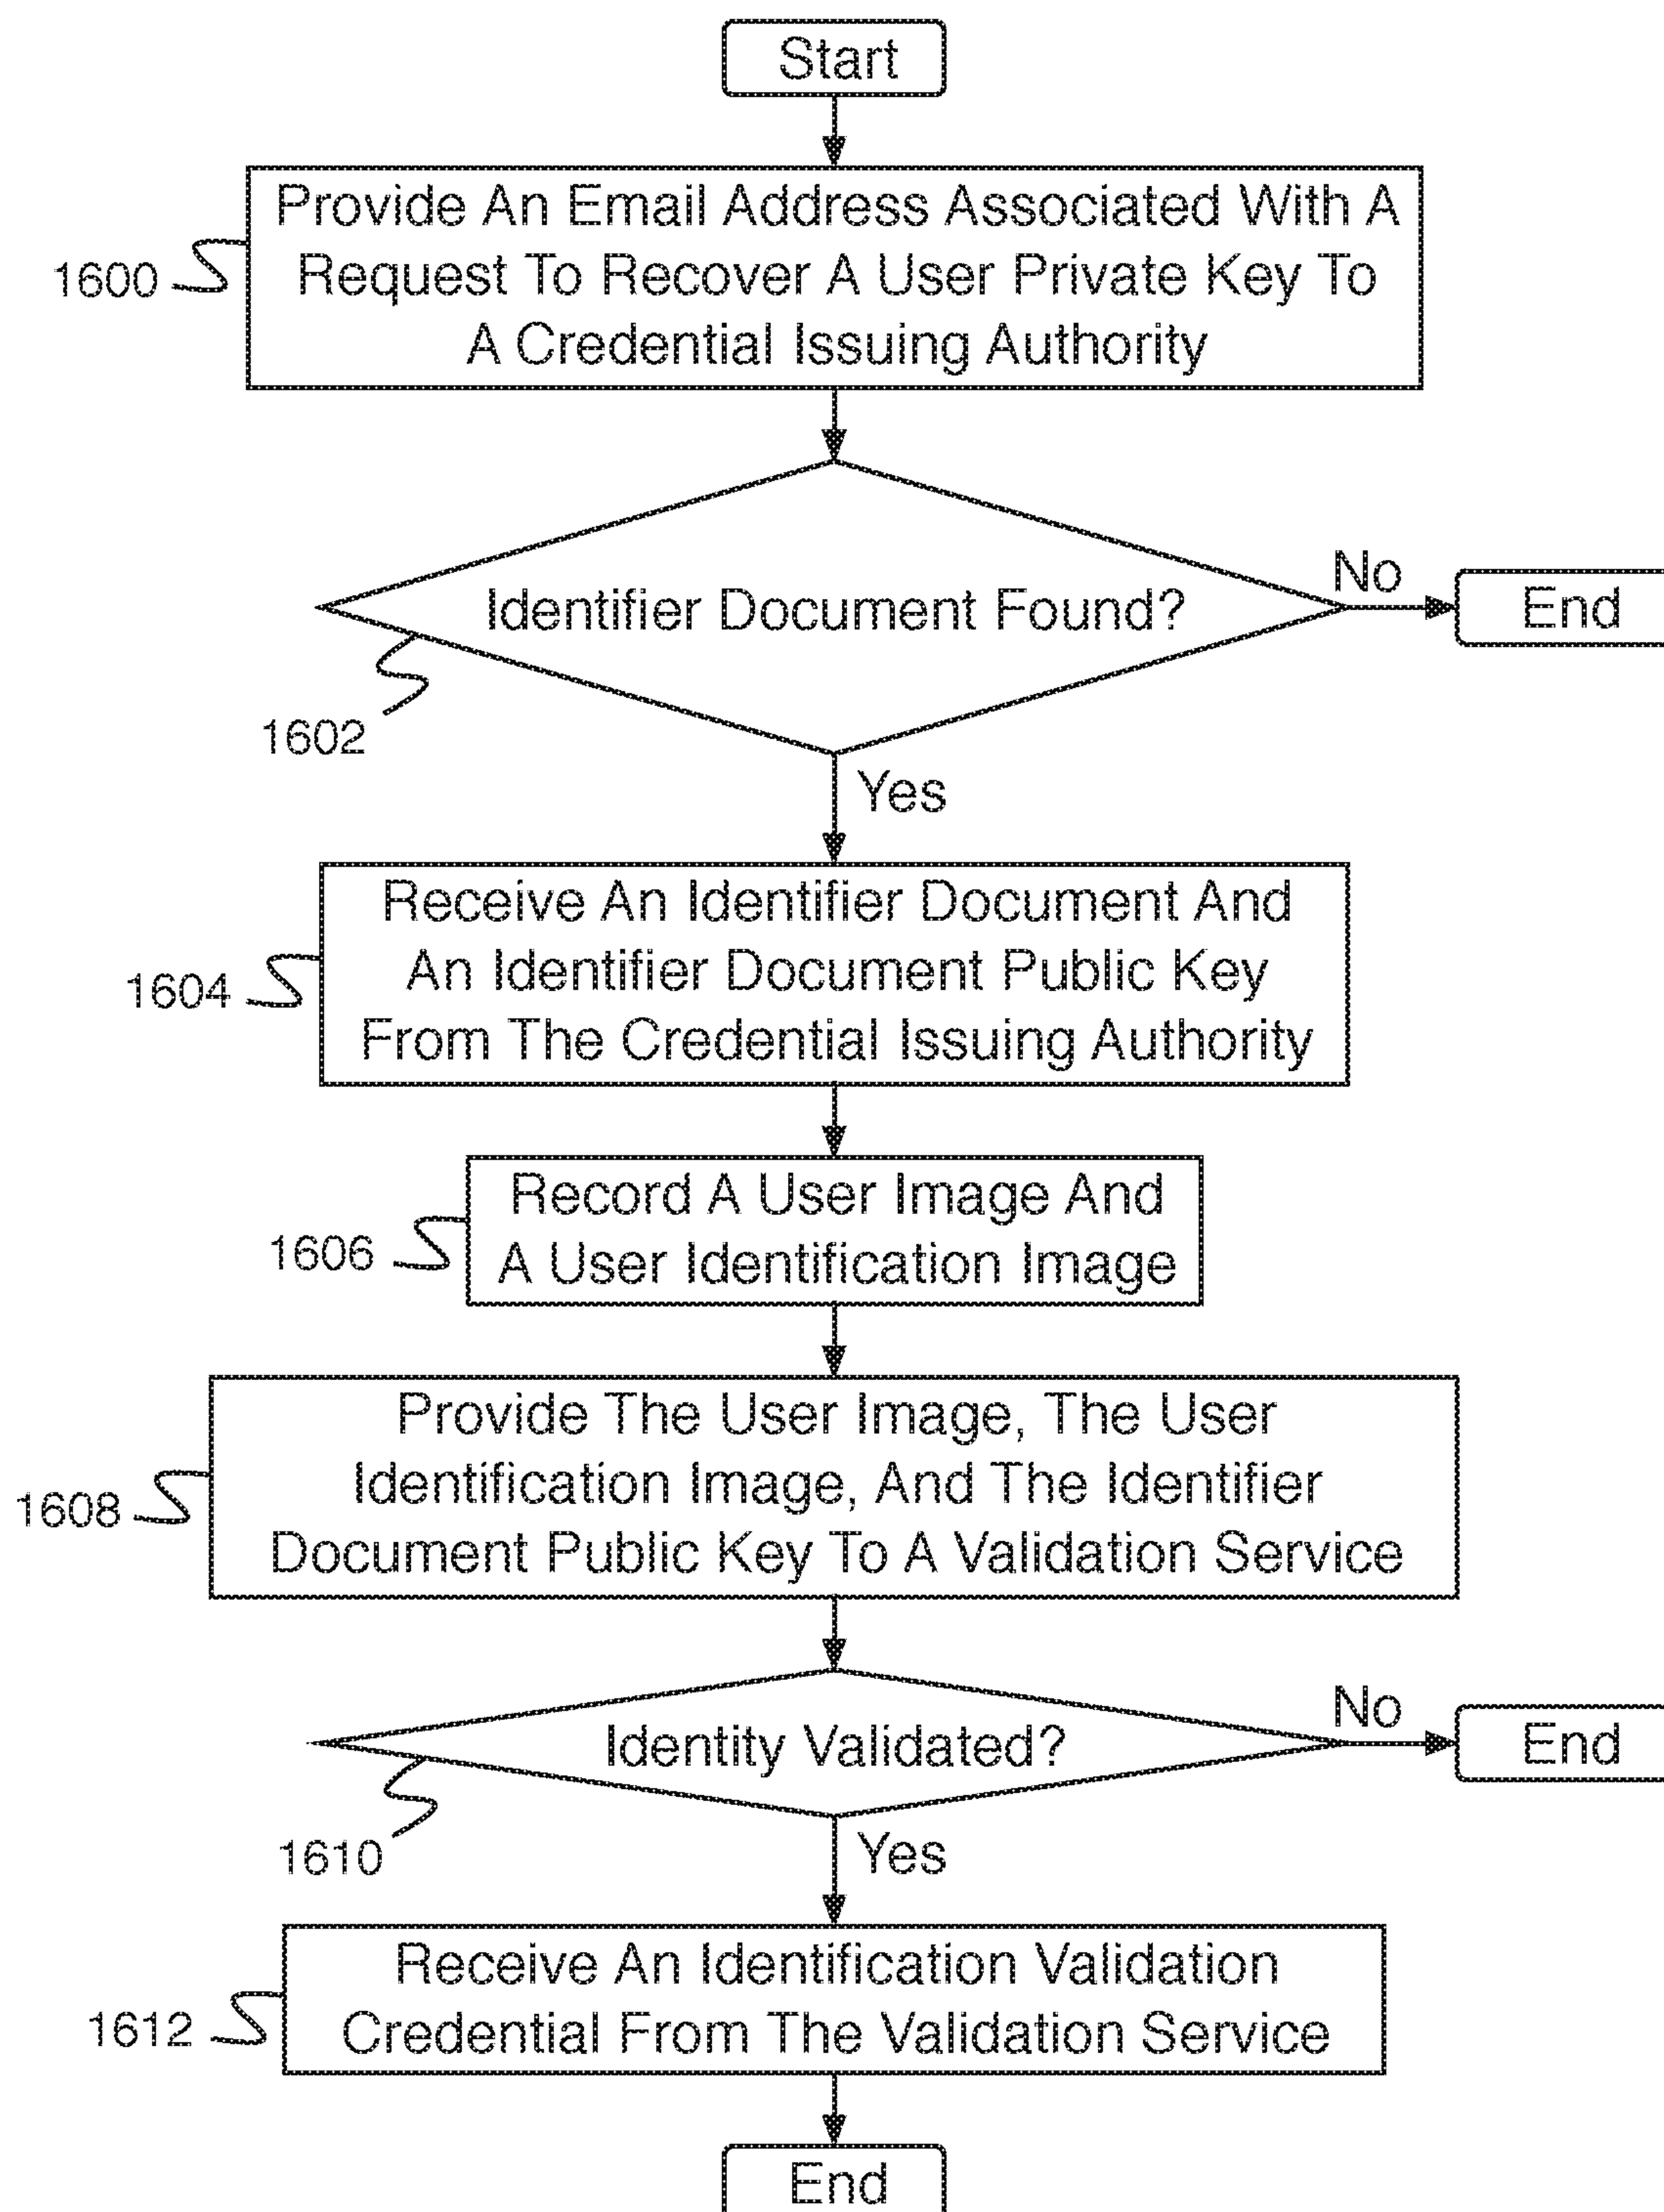 Start
Provide An Email Address Associated With A
Request To Recover A User Private Key To
A Credential Issuing Authority
1600
Identifier Document Found?
No
End
1602
Yes
Receive An Identifier Document And
An Identifier Document Public Key
From The Credential Issuing Authority
1604
Record A User Image And
A User Identification Image
1606
Provide The User Image, The User
Identification Image, And The Identifier
Document Public Key To A Validation Service
1608
Identity Validated?
No
End
1610
Yes
Receive An Identification Validation
Credential From The Validation Service
1612
End